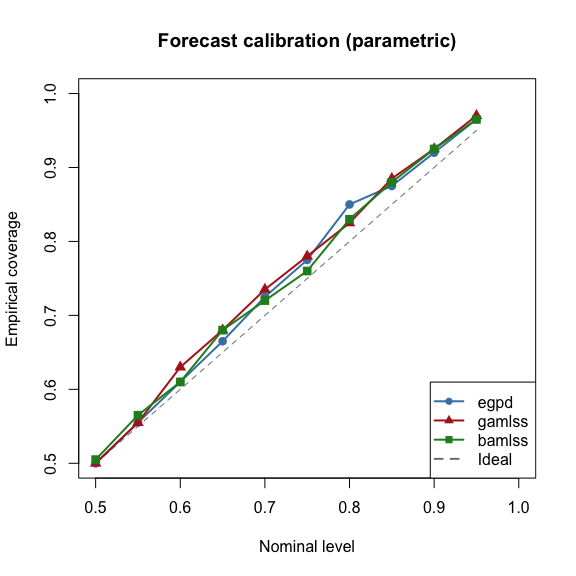 Forecast calibration (parametric)
Empirical coverage
1.0
0.9
0.8
0.7
0.6
0.5
egpd
gamlss
bamlss
Ideal
0.5 0.6 0.7 0.8 0.9 1.0
Nominal level